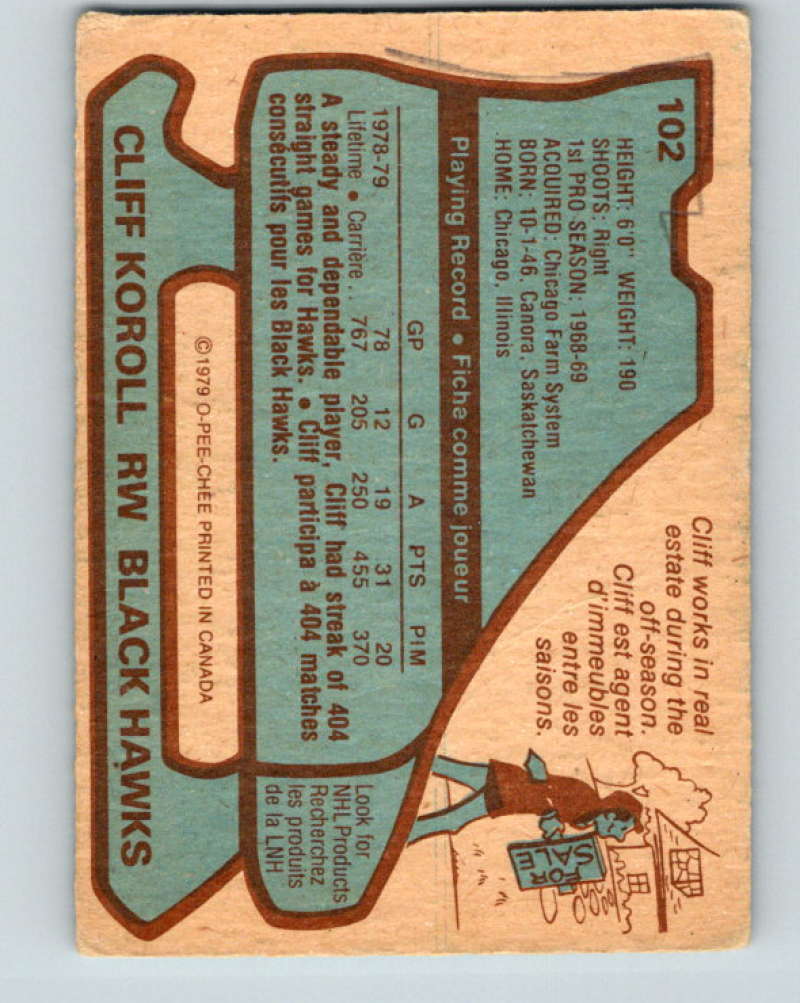 102
HEIGHT: 6'0" WEIGHT: 190
SHOOTS: Right
1st PRO SEASON: 1968-69
ACQUIRED: Chicago Farm System
BORN: 10-1-46. Canora, Saskatchewan
HOME: Chicago, Illinois
Cliff works in real
estate during the
off-season.
Cliff est agent
d'immeubles
entre les
saisons.
FOR
SALE
Playing Record • Fiche comme joueur
GP G A PTS PIM
1978-79 78 12 19 31 20
Lifetime • Carrière .. 767 205 250 455 370
A steady and dependable player, Cliff had streak of 404
straight games for Hawks. • Cliff participa à 404 matches
consécutifs pour les Black Hawks.
Look for
NHL Products
Recherchez
les produits
de la LNH
©1979 O-PEE-CHEE PRINTED IN CANADA
CLIFF KOROLL RW BLACK HAWKS